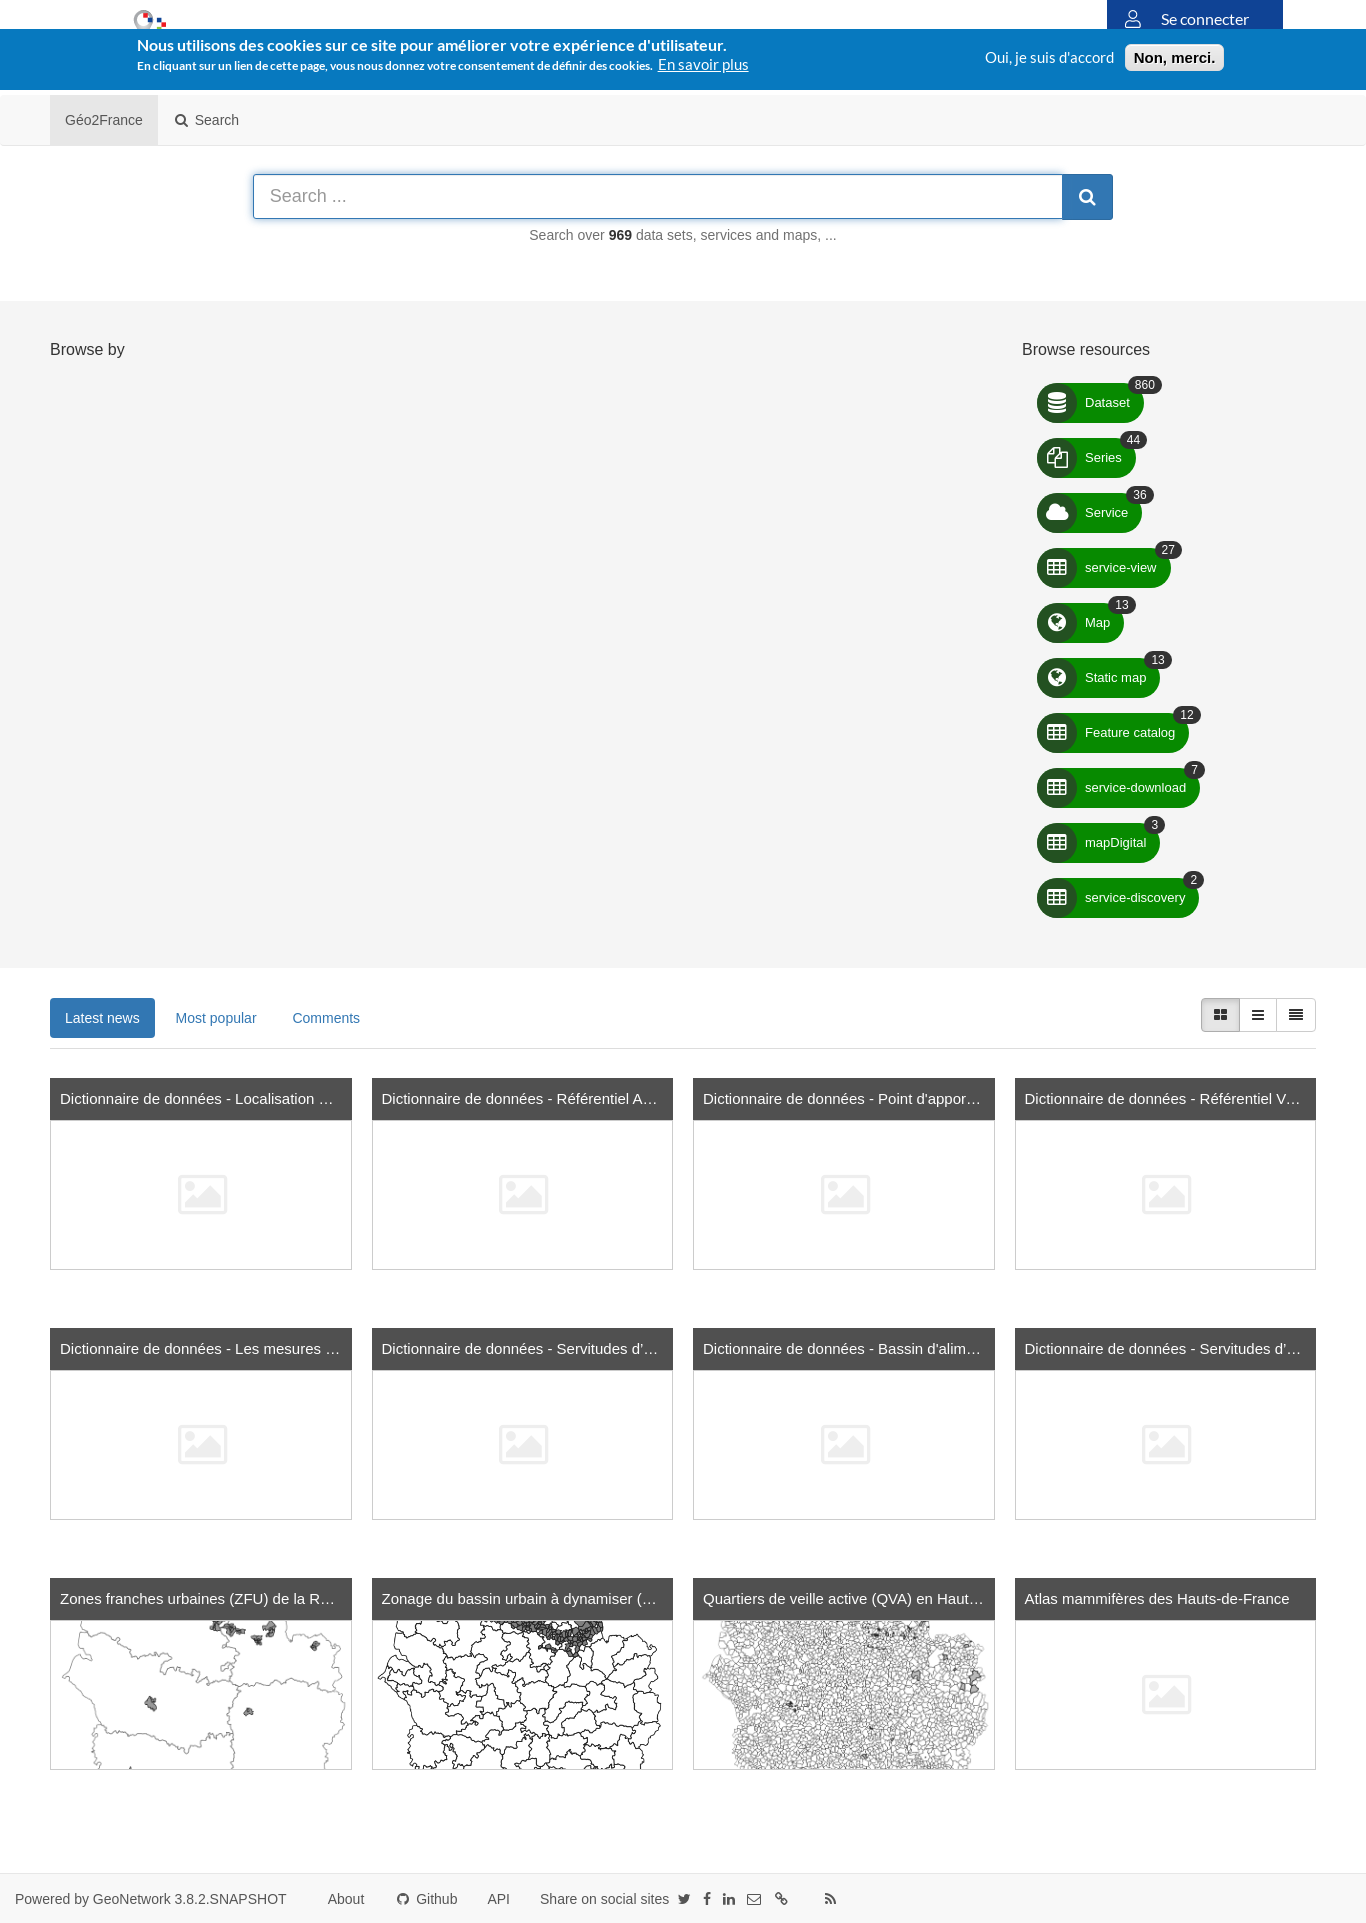 Se connecter
Nous utilisons des cookies sur ce site pour améliorer votre expérience d'utilisateur.
En cliquant sur un lien de cette page, vous nous donnez votre consentement de définir des cookies. En savoir plus
Oui, je suis d'accord
Non, merci.
Géo2France
Search
Search ...
Search over 969 data sets, services and maps, ...
Browse by
Browse resources
860
Dataset
44
Series
36
Service
27
service-view
13
Map
13
Static map
12
Feature catalog
7
service-download
3
mapDigital
2
service-discovery
Latest news
Most popular
Comments
Dictionnaire de données - Localisation …
Dictionnaire de données - Référentiel A…
Dictionnaire de données - Point d'appor…
Dictionnaire de données - Référentiel V…
Dictionnaire de données - Les mesures …
Dictionnaire de données - Servitudes d'…
Dictionnaire de données - Bassin d'alim…
Dictionnaire de données - Servitudes d'…
Zones franches urbaines (ZFU) de la R…
Zonage du bassin urbain à dynamiser (…
Quartiers de veille active (QVA) en Haut…
Atlas mammifères des Hauts-de-France
Powered by GeoNetwork 3.8.2.SNAPSHOT
About
Github
API
Share on social sites